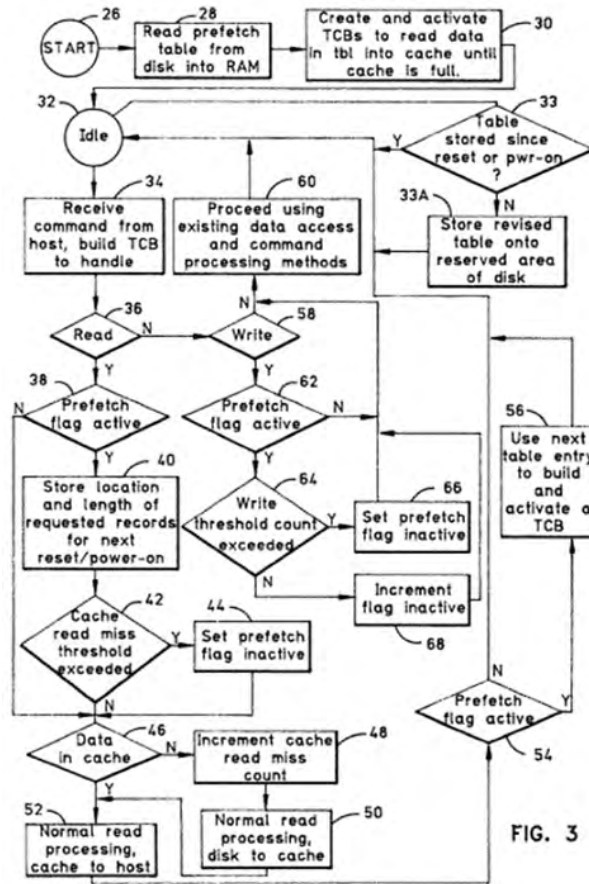 26
START
28
Read prefetch
table from
disk into RAM
30
Create and activate
TCBs to read data
in tbl into cache until
cache is full.
32
Idle
33
Table
stored since
reset or pwr-on
?
Y
N
33A
Store revised
table onto
reserved area
of disk
34
Receive
command from
host, build TCB
to handle
60
Proceed using
existing data access
and command
processing methods
36
Read
N
Y
58
Write
N
Y
38
Prefetch
flag active
N
Y
62
Prefetch
flag active
N
Y
40
Store location
and length of
requested records
for next
reset/power-on
64
Write
threshold count
exceeded
Y
N
66
Set prefetch
flag inactive
Increment
flag inactive
68
42
Cache
read miss
threshold
exceeded
Y
N
44
Set prefetch
flag inactive
46
Data
in cache
N
Y
48
Increment cache
read miss
count
50
Normal read
processing,
disk to cache
52
Normal read
processing,
cache to host
54
Prefetch
flag active
N
Y
56
Use next
table entry
to build
and
activate a
TCB
FIG. 3